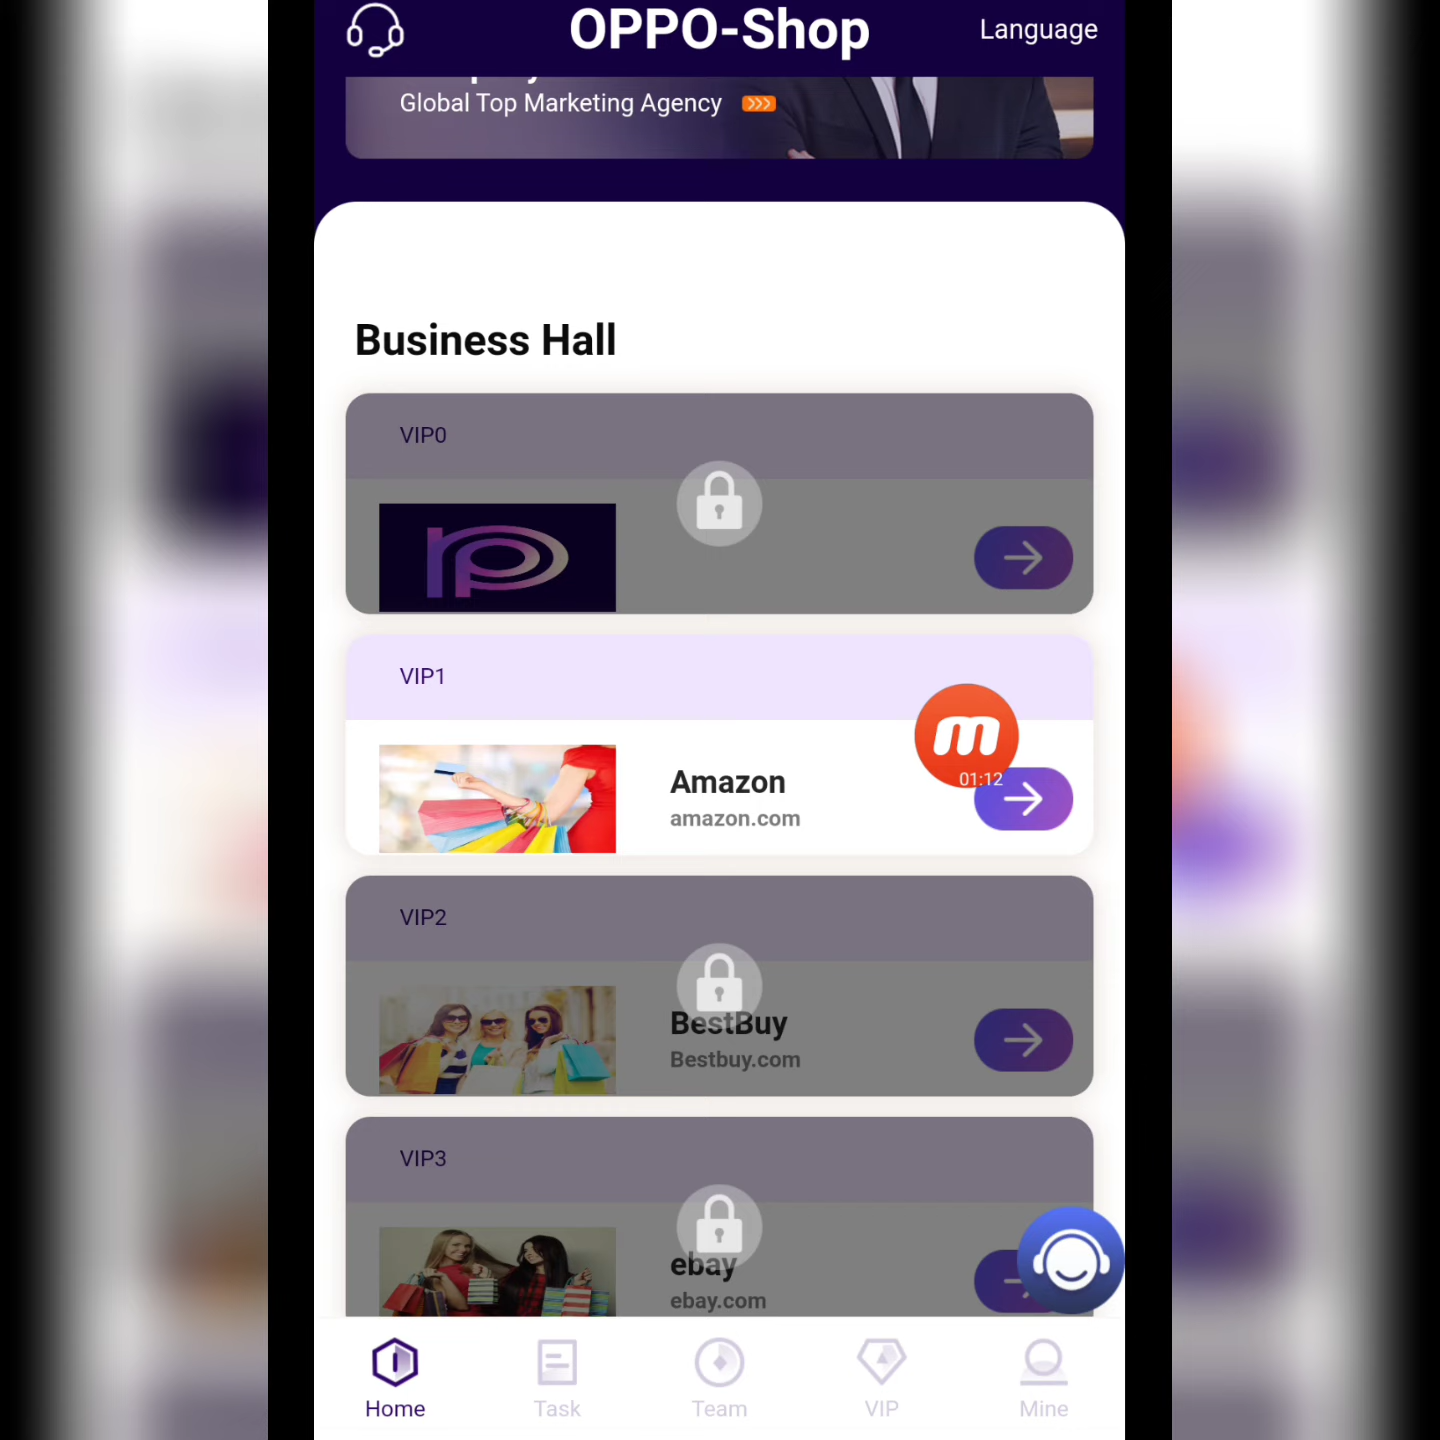 OPPO-Shop
Language
Global Top Marketing Agency
Business Hall
VIP0
VIP1
Amazon
amazon.com
01:12
VIP2
BestBuy
Bestbuy.com
VIP3
ebay
ebay.com
Home
Task
Team
VIP
Mine